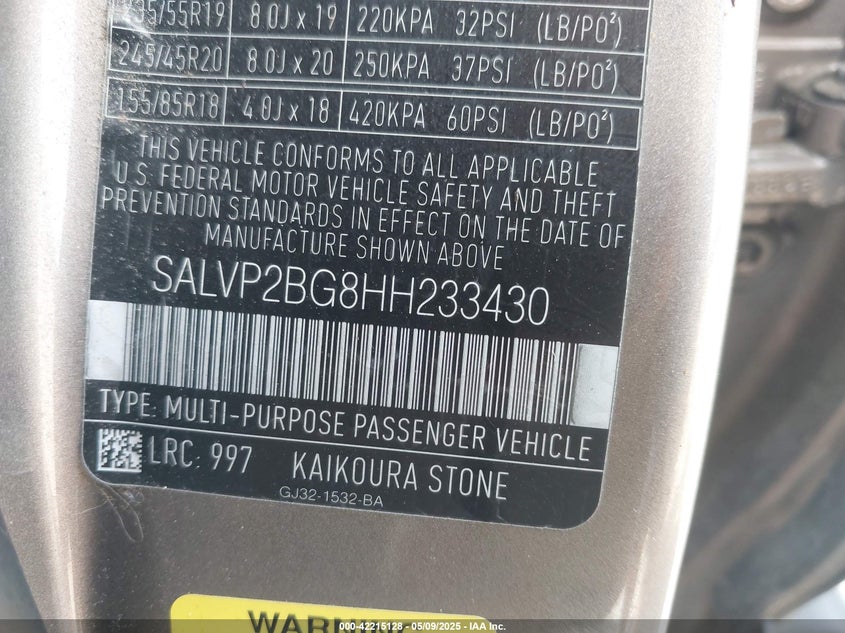 /55R19 8.0J x 19 220KPA 32PSI (LB/PO²)
245/45R20 8.0J x 20 250KPA 37PSI (LB/PO²)
155/85R18 4.0J x 18 420KPA 60PSI (LB/PO²)
THIS VEHICLE CONFORMS TO ALL APPLICABLE
U.S. FEDERAL MOTOR VEHICLE SAFETY AND THEFT
PREVENTION STANDARDS IN EFFECT ON THE DATE OF
MANUFACTURE SHOWN ABOVE
SALVP2BG8HH233430
TYPE: MULTI-PURPOSE PASSENGER VEHICLE
LRC: 997 KAIKOURA STONE
GJ32-1532-BA
WARNING
000-42215128 - 05/09/2025 - IAA Inc.